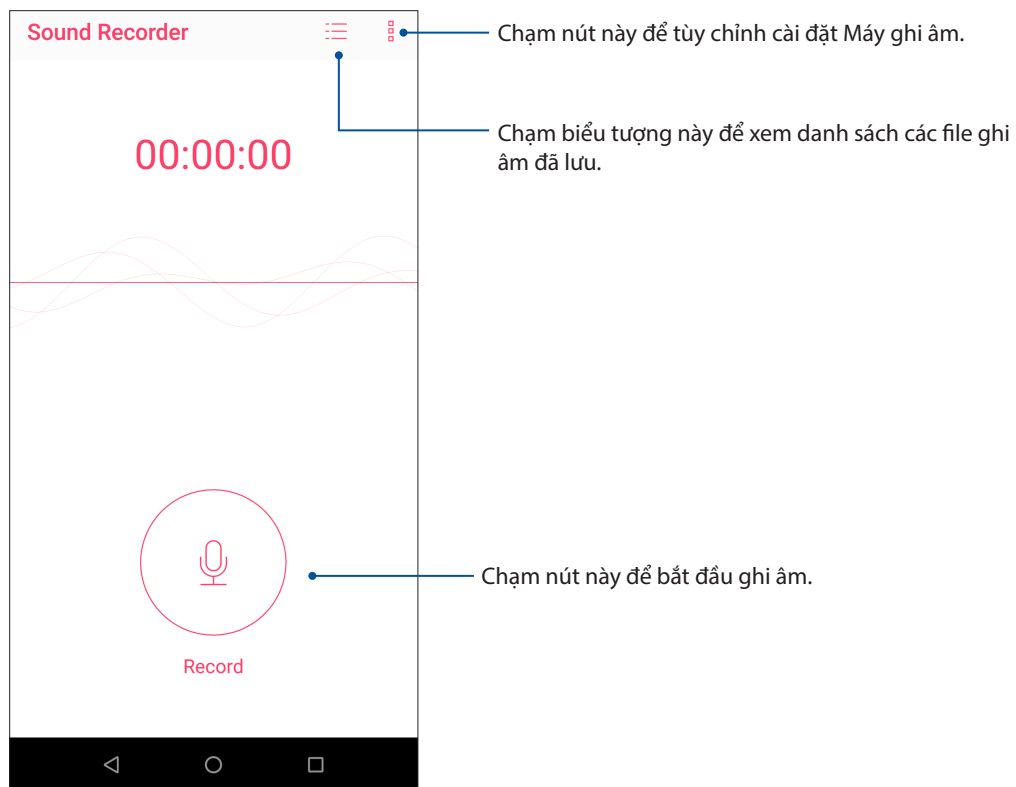 Sound Recorder
Chạm nút này để tùy chỉnh cài đặt Máy ghi âm.
Chạm biểu tượng này để xem danh sách các file ghi
âm đã lưu.
00:00:00
Chạm nút này để bắt đầu ghi âm.
Record